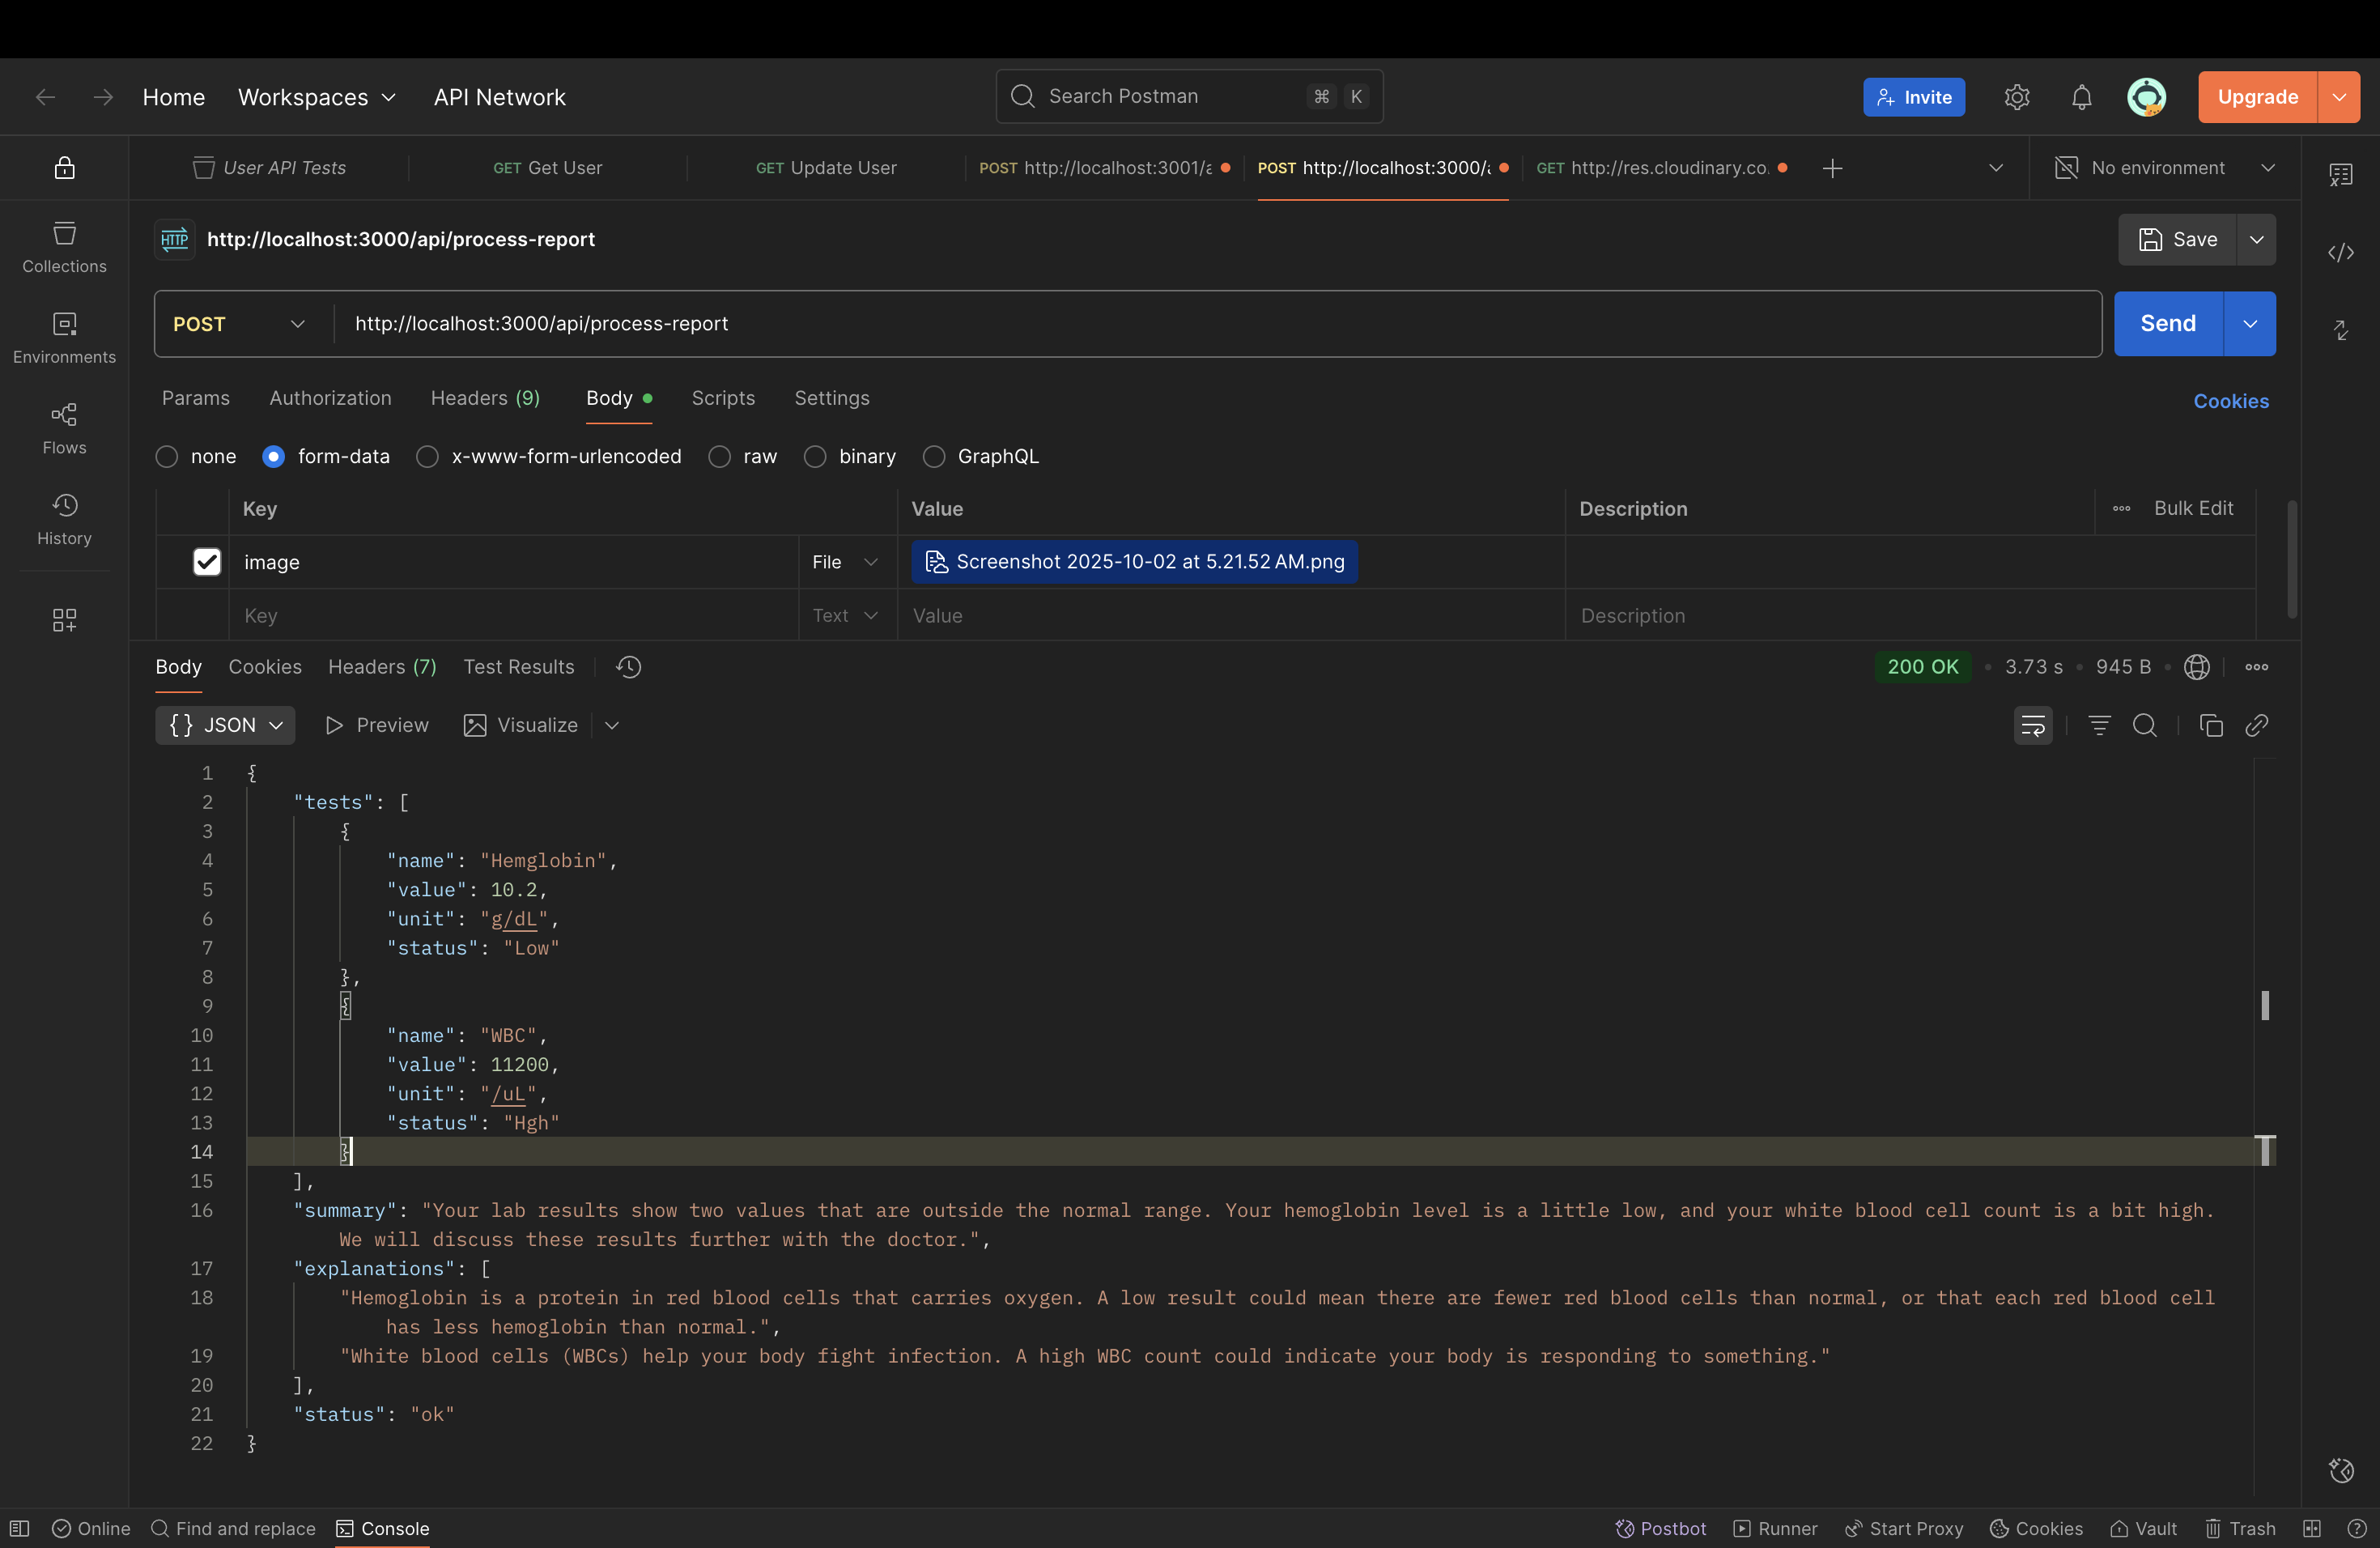 Home Workspaces API Network Search Postman ⌘ K Invite Upgrade
User API Tests GET Get User GET Update User POST http://localhost:3001/a POST http://localhost:3000/a GET http://res.cloudinary.co. No environment
Collections
Environments
Flows
History
HTTP http://localhost:3000/api/process-report Save
POST http://localhost:3000/api/process-report Send
Params Authorization Headers (9) Body Scripts Settings Cookies
none form-data x-www-form-urlencoded raw binary GraphQL
Key Value Description Bulk Edit
image File Screenshot 2025-10-02 at 5.21.52 AM.png
Key Text Value Description
Body Cookies Headers (7) Test Results 200 OK 3.73 s 945 B
{} JSON Preview Visualize
1 {
2 "tests": [
3 {
4 "name": "Hemglobin",
5 "value": 10.2,
6 "unit": "g/dL",
7 "status": "Low"
8 },
9 {
10 "name": "WBC",
11 "value": 11200,
12 "unit": "/uL",
13 "status": "Hgh"
14 }
15 ],
16 "summary": "Your lab results show two values that are outside the normal range. Your hemoglobin level is a little low, and your white blood cell count is a bit high.
We will discuss these results further with the doctor.",
17 "explanations": [
18 "Hemoglobin is a protein in red blood cells that carries oxygen. A low result could mean there are fewer red blood cells than normal, or that each red blood cell
has less hemoglobin than normal.",
19 "White blood cells (WBCs) help your body fight infection. A high WBC count could indicate your body is responding to something."
20 ],
21 "status": "ok"
22 }
Online Find and replace Console Postbot Runner Start Proxy Cookies Vault Trash